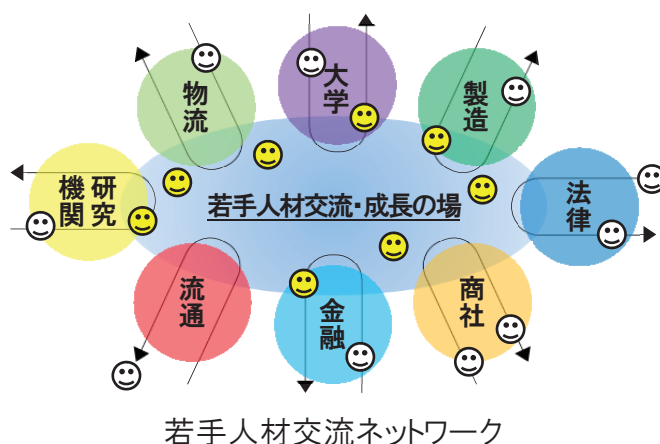 物流
大学
製造
研究
機関
若手人材交流・成長の場
法律
流通
金融
商社
若手人材交流ネットワーク